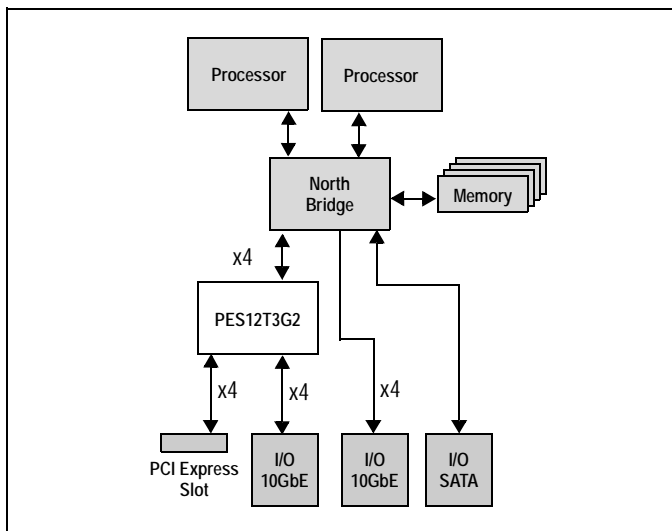 Processor
Processor
North
Bridge
Memory
x4
PES12T3G2
x4
x4
x4
PCI Express
Slot
I/O
10GbE
I/O
10GbE
I/O
SATA